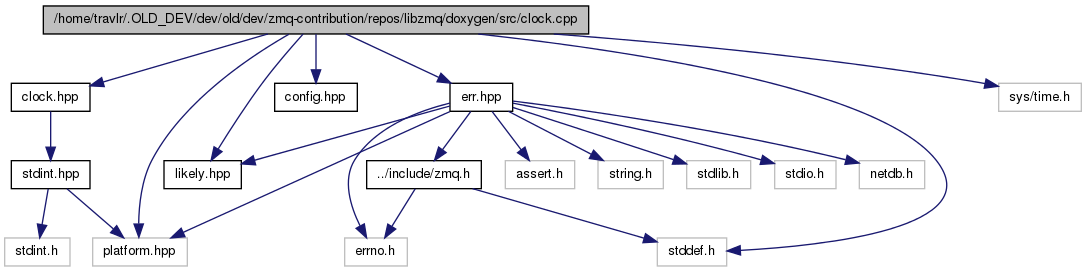 /home/travlr/.OLD_DEV/dev/old/dev/zmq-contribution/repos/libzmq/doxygen/src/clock.cpp
clock.hpp
config.hpp
err.hpp
sys/time.h
stdint.hpp
likely.hpp
../include/zmq.h
assert.h
string.h
stdlib.h
stdio.h
netdb.h
stdint.h
platform.hpp
errno.h
stddef.h